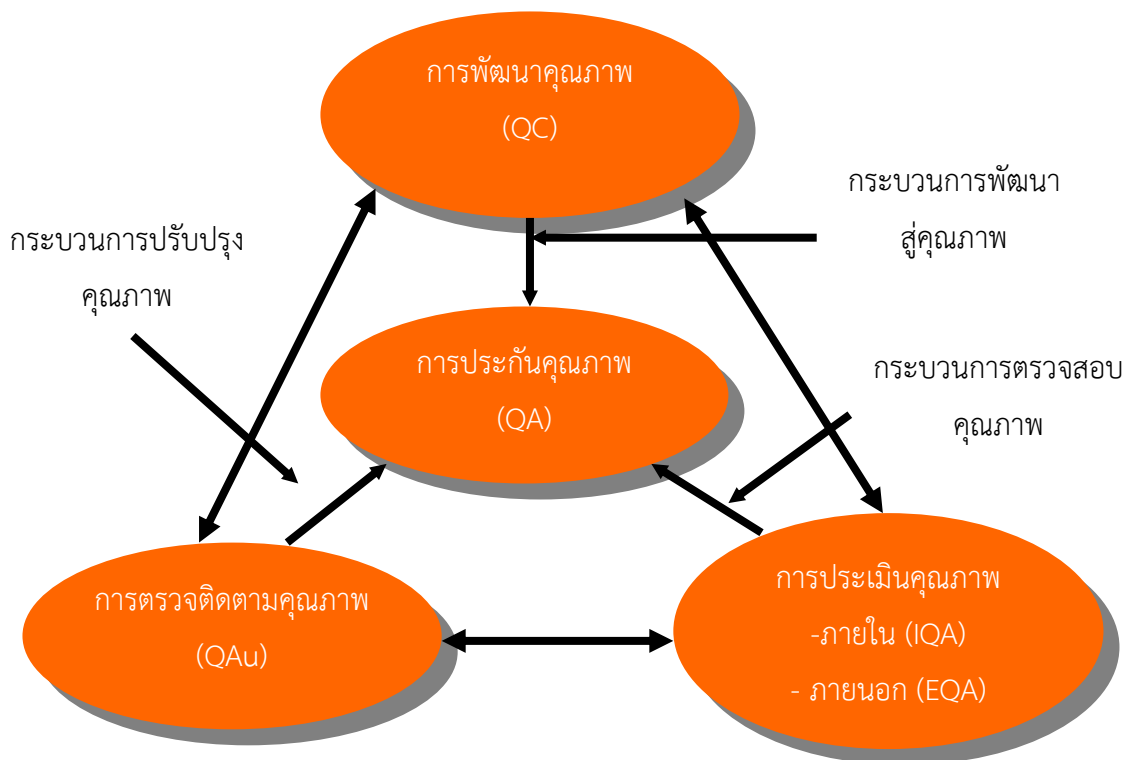 การพัฒนาคุณภาพ
(QC)
กระบวนการพัฒนา
สู่คุณภาพ
กระบวนการปรับปรุง
คุณภาพ
การประกันคุณภาพ
(QA)
กระบวนการตรวจสอบ
คุณภาพ
การตรวจติดตามคุณภาพ
(QAu)
การประเมินคุณภาพ
-ภายใน (IQA)
- ภายนอก (EQA)